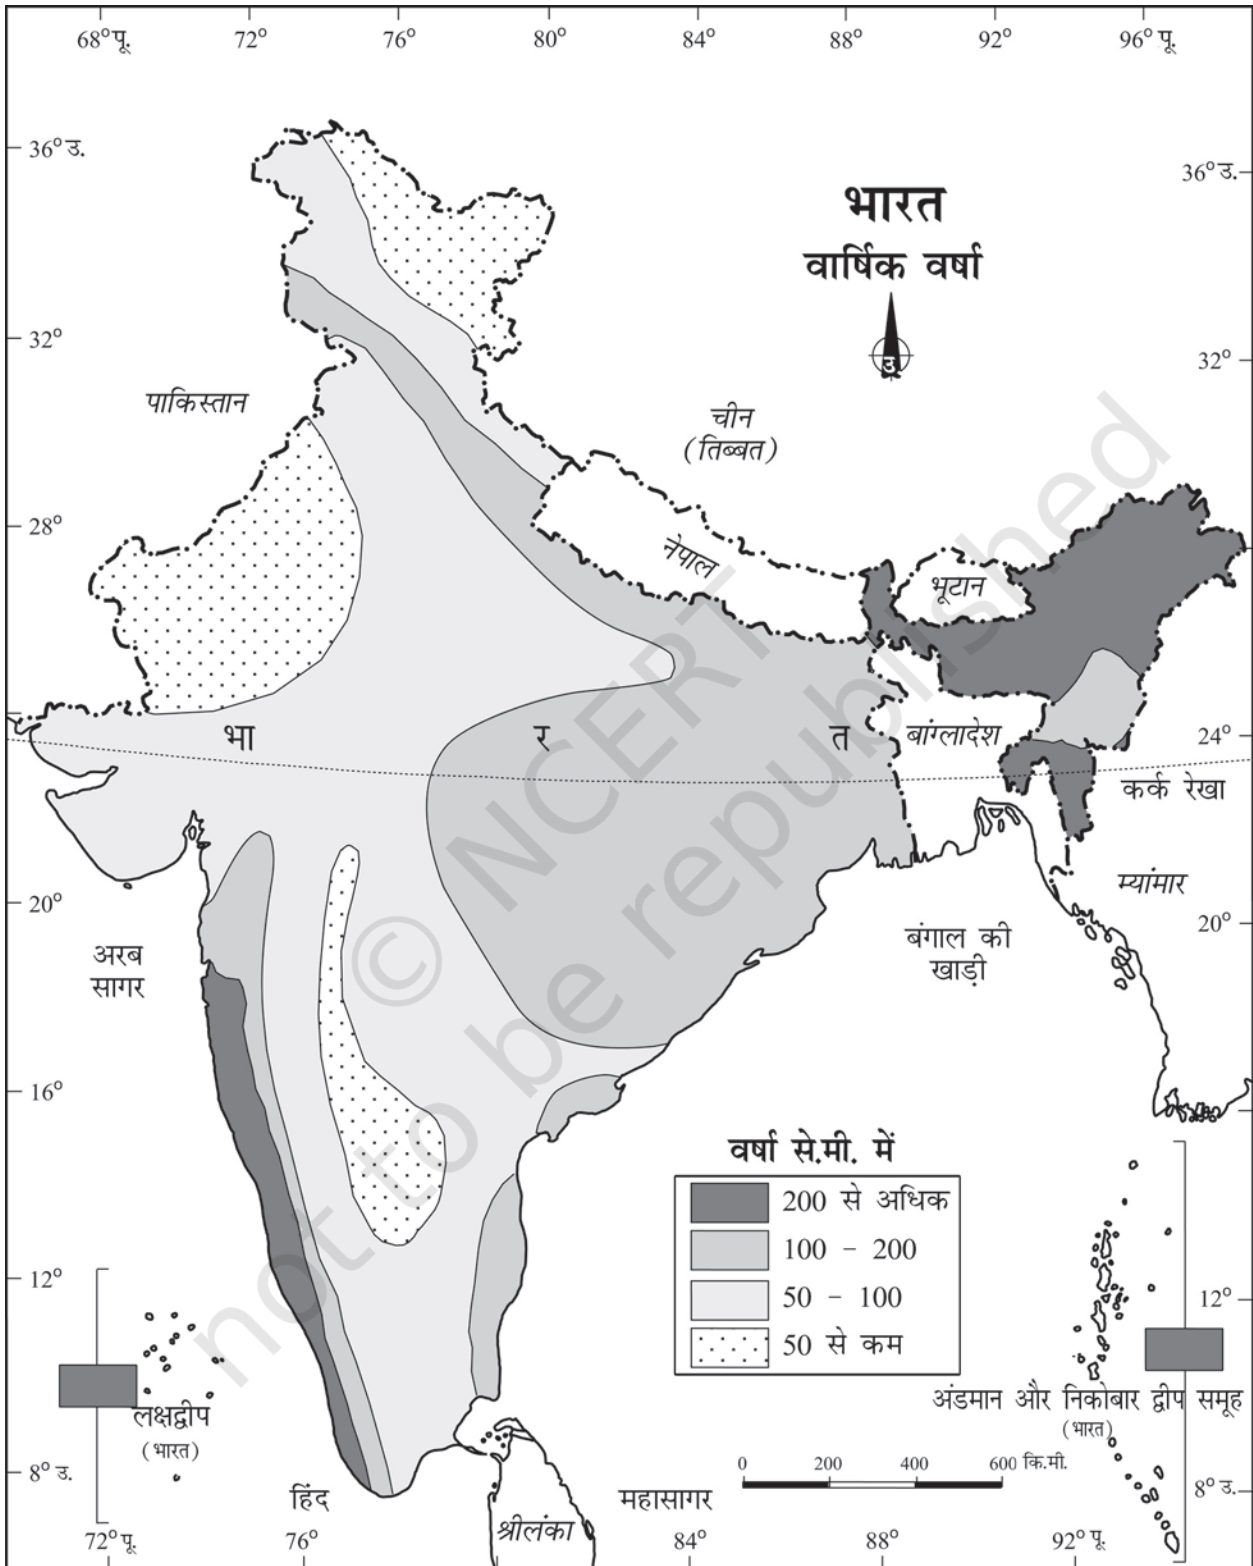 68° पू.
72°
76°
80°
84°
88°
92°
96° पू.
36° उ.
36° उ.
भारत
वार्षिक वर्षा
उ
32°
32°
पाकिस्तान
चीन
(तिब्बत)
28°
नेपाल
भूटान
भा र त
बांग्लादेश
24°
कर्क रेखा
म्यांमार
20°
20°
अरब
सागर
बंगाल की
खाड़ी
16°
© NCERT
not to be republished
वर्षा से.मी. में
200 से अधिक
100 – 200
50 – 100
50 से कम
12°
12°
लक्षद्वीप
(भारत)
अंडमान और निकोबार द्वीप समूह
(भारत)
0 200 400 600 कि.मी.
8° उ.
8° उ.
हिंद महासागर
श्रीलंका
72° पू.
76°
84°
88°
92° पू.